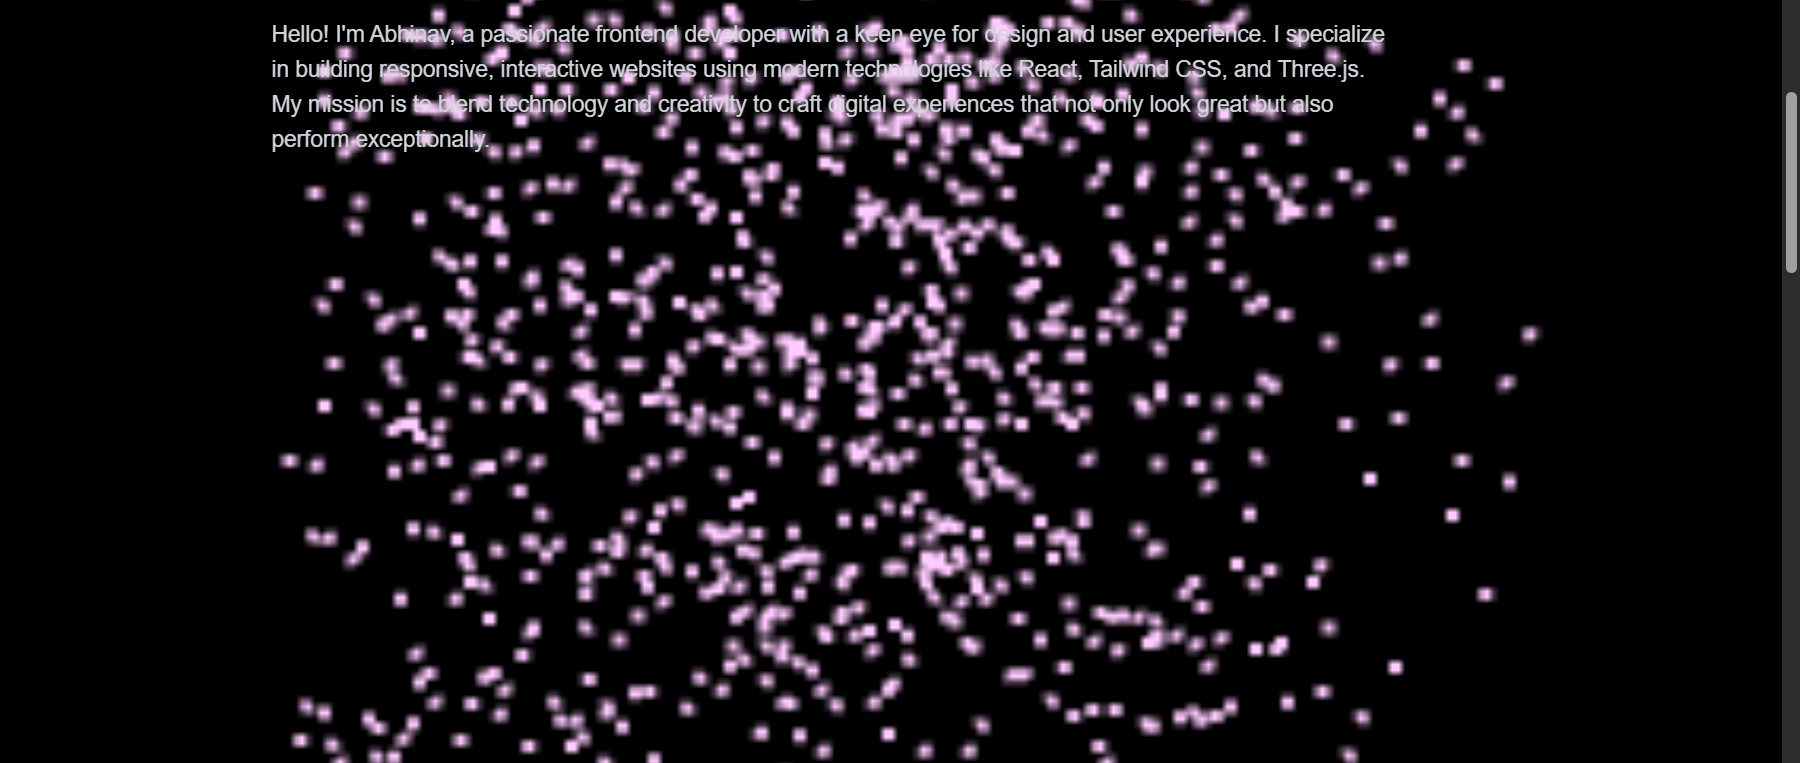 Hello! I'm Abhinav, a passionate frontend developer with a keen eye for design and user experience. I specialize
in building responsive, interactive websites using modern technologies like React, Tailwind CSS, and Three.js.
My mission is to blend technology and creativity to craft digital experiences that not only look great but also
perform exceptionally.